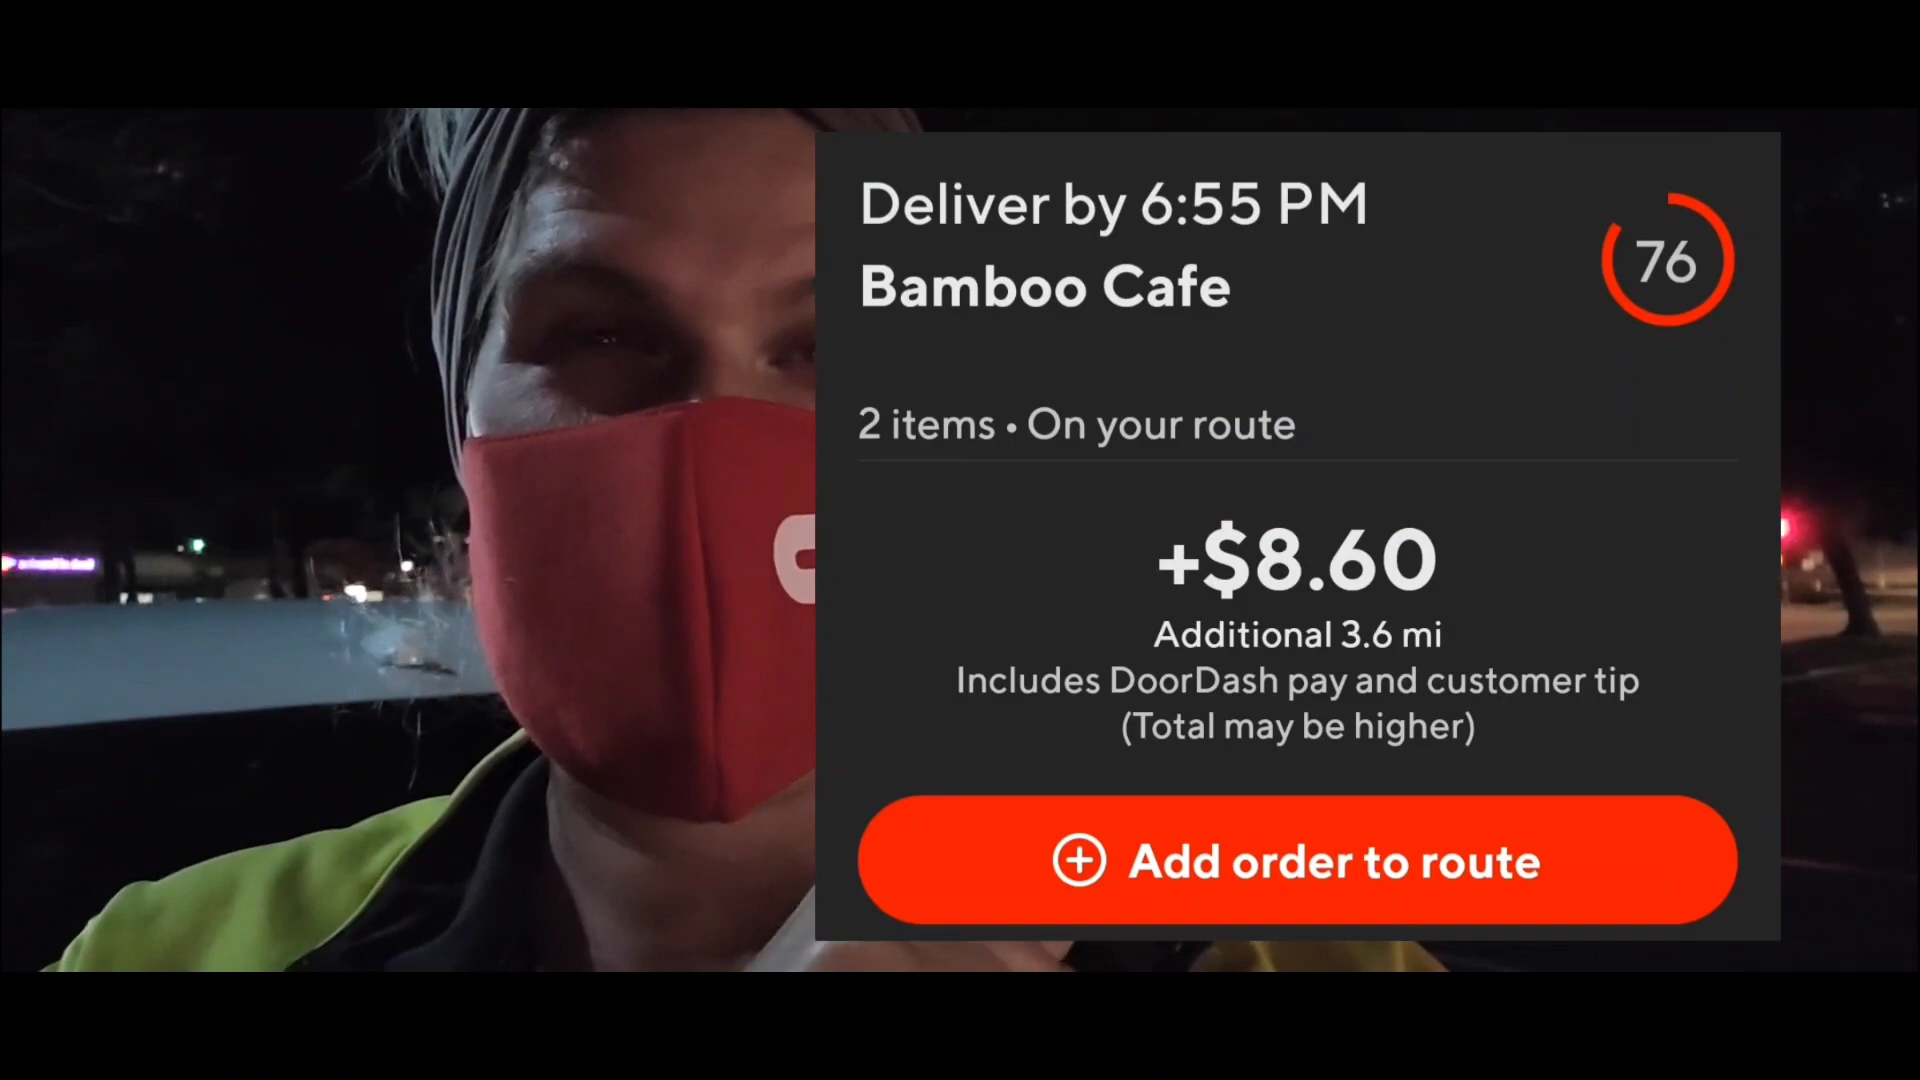 Deliver by 6:55 PM
76
Bamboo Cafe
2 items • On your route
+$8.60
Additional 3.6 mi
Includes DoorDash pay and customer tip
(Total may be higher)
Add order to route